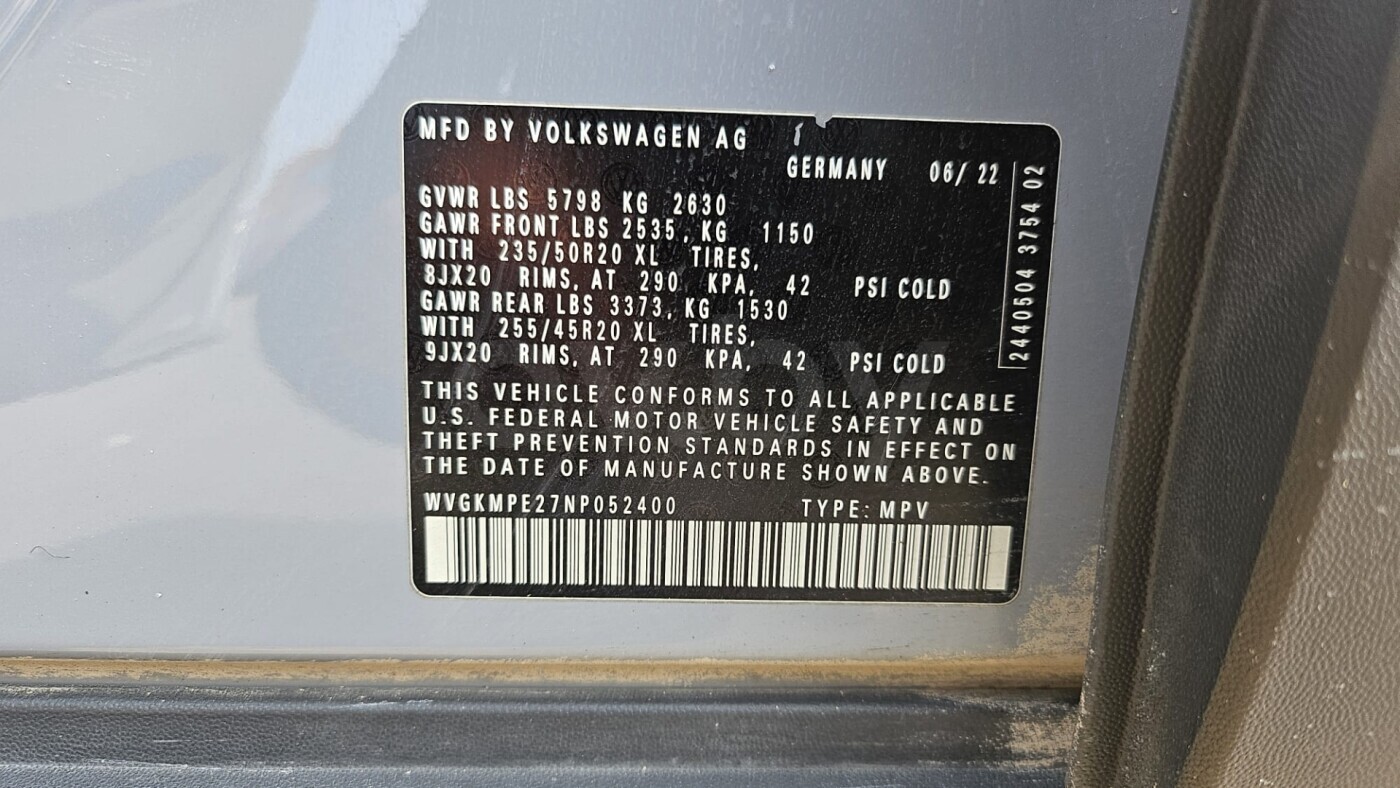 MFD BY VOLKSWAGEN AG
GERMANY 06/ 22
GVWR LBS 5798 KG 2630
GAWR FRONT LBS 2535, KG 1150
WITH 235/50R20 XL TIRES,
8JX20 RIMS, AT 290 KPA, 42 PSI COLD
GAWR REAR LBS 3373, KG 1530
WITH 255/45R20 XL TIRES,
9JX20 RIMS, AT 290 KPA, 42 PSI COLD
THIS VEHICLE CONFORMS TO ALL APPLICABLE
U.S. FEDERAL MOTOR VEHICLE SAFETY AND
THEFT PREVENTION STANDARDS IN EFFECT ON
THE DATE OF MANUFACTURE SHOWN ABOVE.
WVGKMPE27NP052400 TYPE: MPV
2440504 3754 02